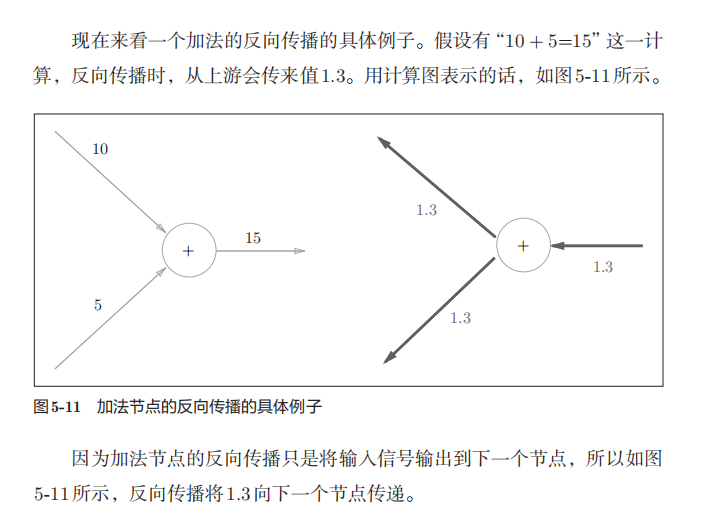 现在来看一个加法的反向传播的具体例子。假设有“10 + 5=15”这一计
算，反向传播时，从上游会传来值1.3。用计算图表示的话，如图5-11所示。
10
+
15
5
1.3
+
1.3
1.3
图5-11 加法节点的反向传播的具体例子
因为加法节点的反向传播只是将输入信号输出到下一个节点，所以如图
5-11所示，反向传播将1.3向下一个节点传递。